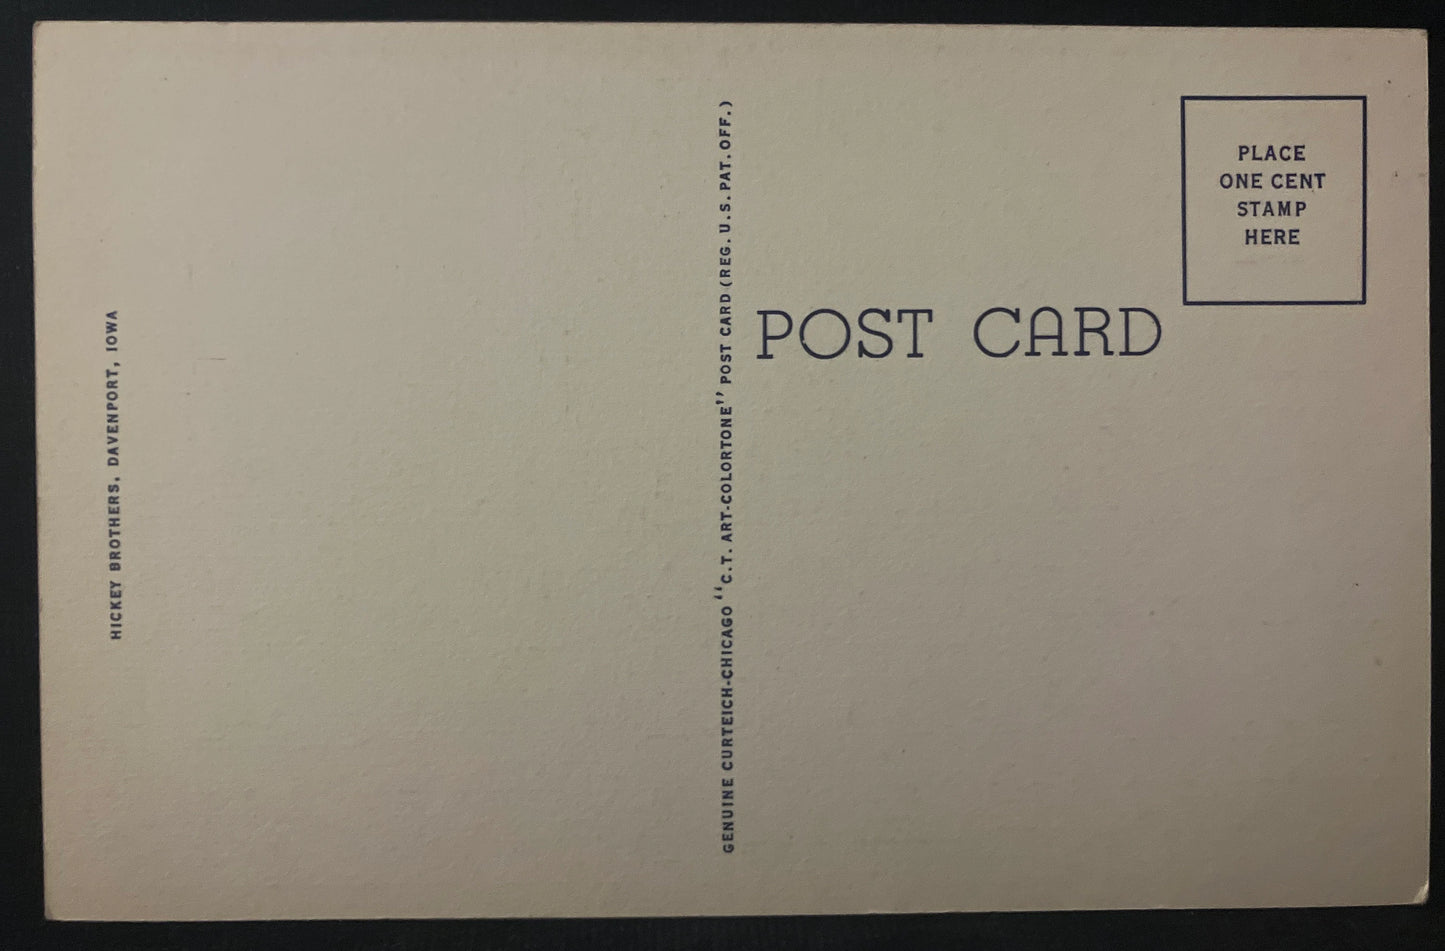 HICKEY BROTHERS, DAVENPORT, IOWA
GENUINE CURTEICH-CHICAGO "C.T. ART-COLORTONE" POST CARD (REG. U.S. PAT. OFF.)
POST CARD
PLACE
ONE CENT
STAMP
HERE